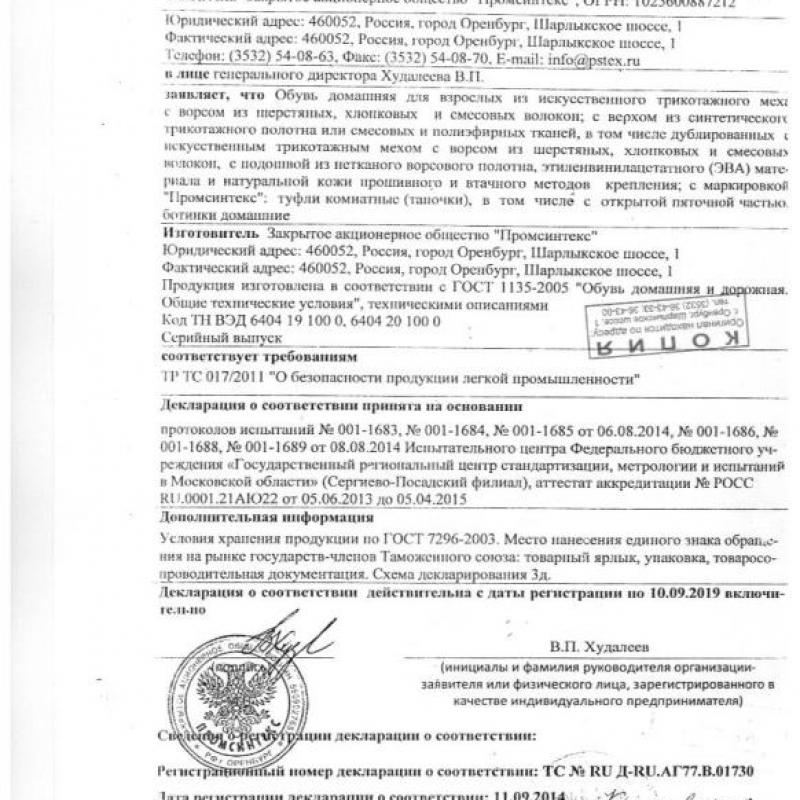 Закрытое акционерное общество "Промсинтекс", ОГРН: 1025600887212
Юридический адрес: 460052, Россия, город Оренбург, Шарлыкское шоссе, 1
Фактический адрес: 460052, Россия, город Оренбург, Шарлыкское шоссе, 1
Телефон: (3532) 54-08-63, Факс: (3532) 54-08-70, E-mail: info@pstex.ru
в лице генерального директора Худалеева В.П.
заявляет, что Обувь домашняя для взрослых из искусственного трикотажного меха
с ворсом из шерстяных, хлопковых и смесовых волокон; с верхом из синтетического
трикотажного полотна или смесовых и полиэфирных тканей, в том числе дублированных с
искусственным трикотажным мехом с ворсом из шерстяных, хлопковых и смесовых
волокон, с подошвой из нетканого ворсового полотна, этиленвинилацетатного (ЭВА) мате-
риала и натуральной кожи прошивного и втачного методов крепления; с маркировкой
"Промсинтекс": туфли комнатные (тапочки), в том числе с открытой пяточной частью,
ботинки домашние
Изготовитель Закрытое акционерное общество "Промсинтекс"
Юридический адрес: 460052, Россия, город Оренбург, Шарлыкское шоссе, 1
Фактический адрес: 460052, Россия, город Оренбург, Шарлыкское шоссе, 1
Продукция изготовлена в соответствии с ГОСТ 1135-2005 "Обувь домашняя и дорожная.
Общие технические условия", техническими описаниями
Код ТН ВЭД 6404 19 100 0, 6404 20 100 0
Серийный выпуск
КОПИЯ
Оригинал находится по адресу:
г. Оренбург, Шарлыкское шоссе, 1
тел. (3532) 36-43-33, 36-43-00
соответствует требованиям
ТР ТС 017/2011 "О безопасности продукции легкой промышленности"
Декларация о соответствии принята на основании
протоколов испытаний № 001-1683, № 001-1684, № 001-1685 от 06.08.2014, № 001-1686, №
001-1688, № 001-1689 от 08.08.2014 Испытательного центра Федерального бюджетного уч-
реждения «Государственный региональный центр стандартизации, метрологии и испытаний
в Московской области» (Сергиево-Посадский филиал), аттестат аккредитации № РОСС
RU.0001.21АЮ22 от 05.06.2013 до 05.04.2015
Дополнительная информация
Условия хранения продукции по ГОСТ 7296-2003. Место нанесения единого знака обраще-
ния на рынке государств-членов Таможенного союза: товарный ярлык, упаковка, товаросо-
проводительная документация. Схема декларирования 3д.
Декларация о соответствии действительна с даты регистрации по 10.09.2019 включи-
тельно
(подпись)
ПРОМСИНТЕКС
РФ г ОРЕНБУРГ
В.П. Худалеев
(инициалы и фамилия руководителя организации-
заявителя или физического лица, зарегистрированного в
качестве индивидуального предпринимателя)
Сведения о регистрации декларации о соответствии:
Регистрационный номер декларации о соответствии: ТС № RU Д-RU.АГ77.В.01730
Дата регистрации декларации о соответствии: 11.09.2014